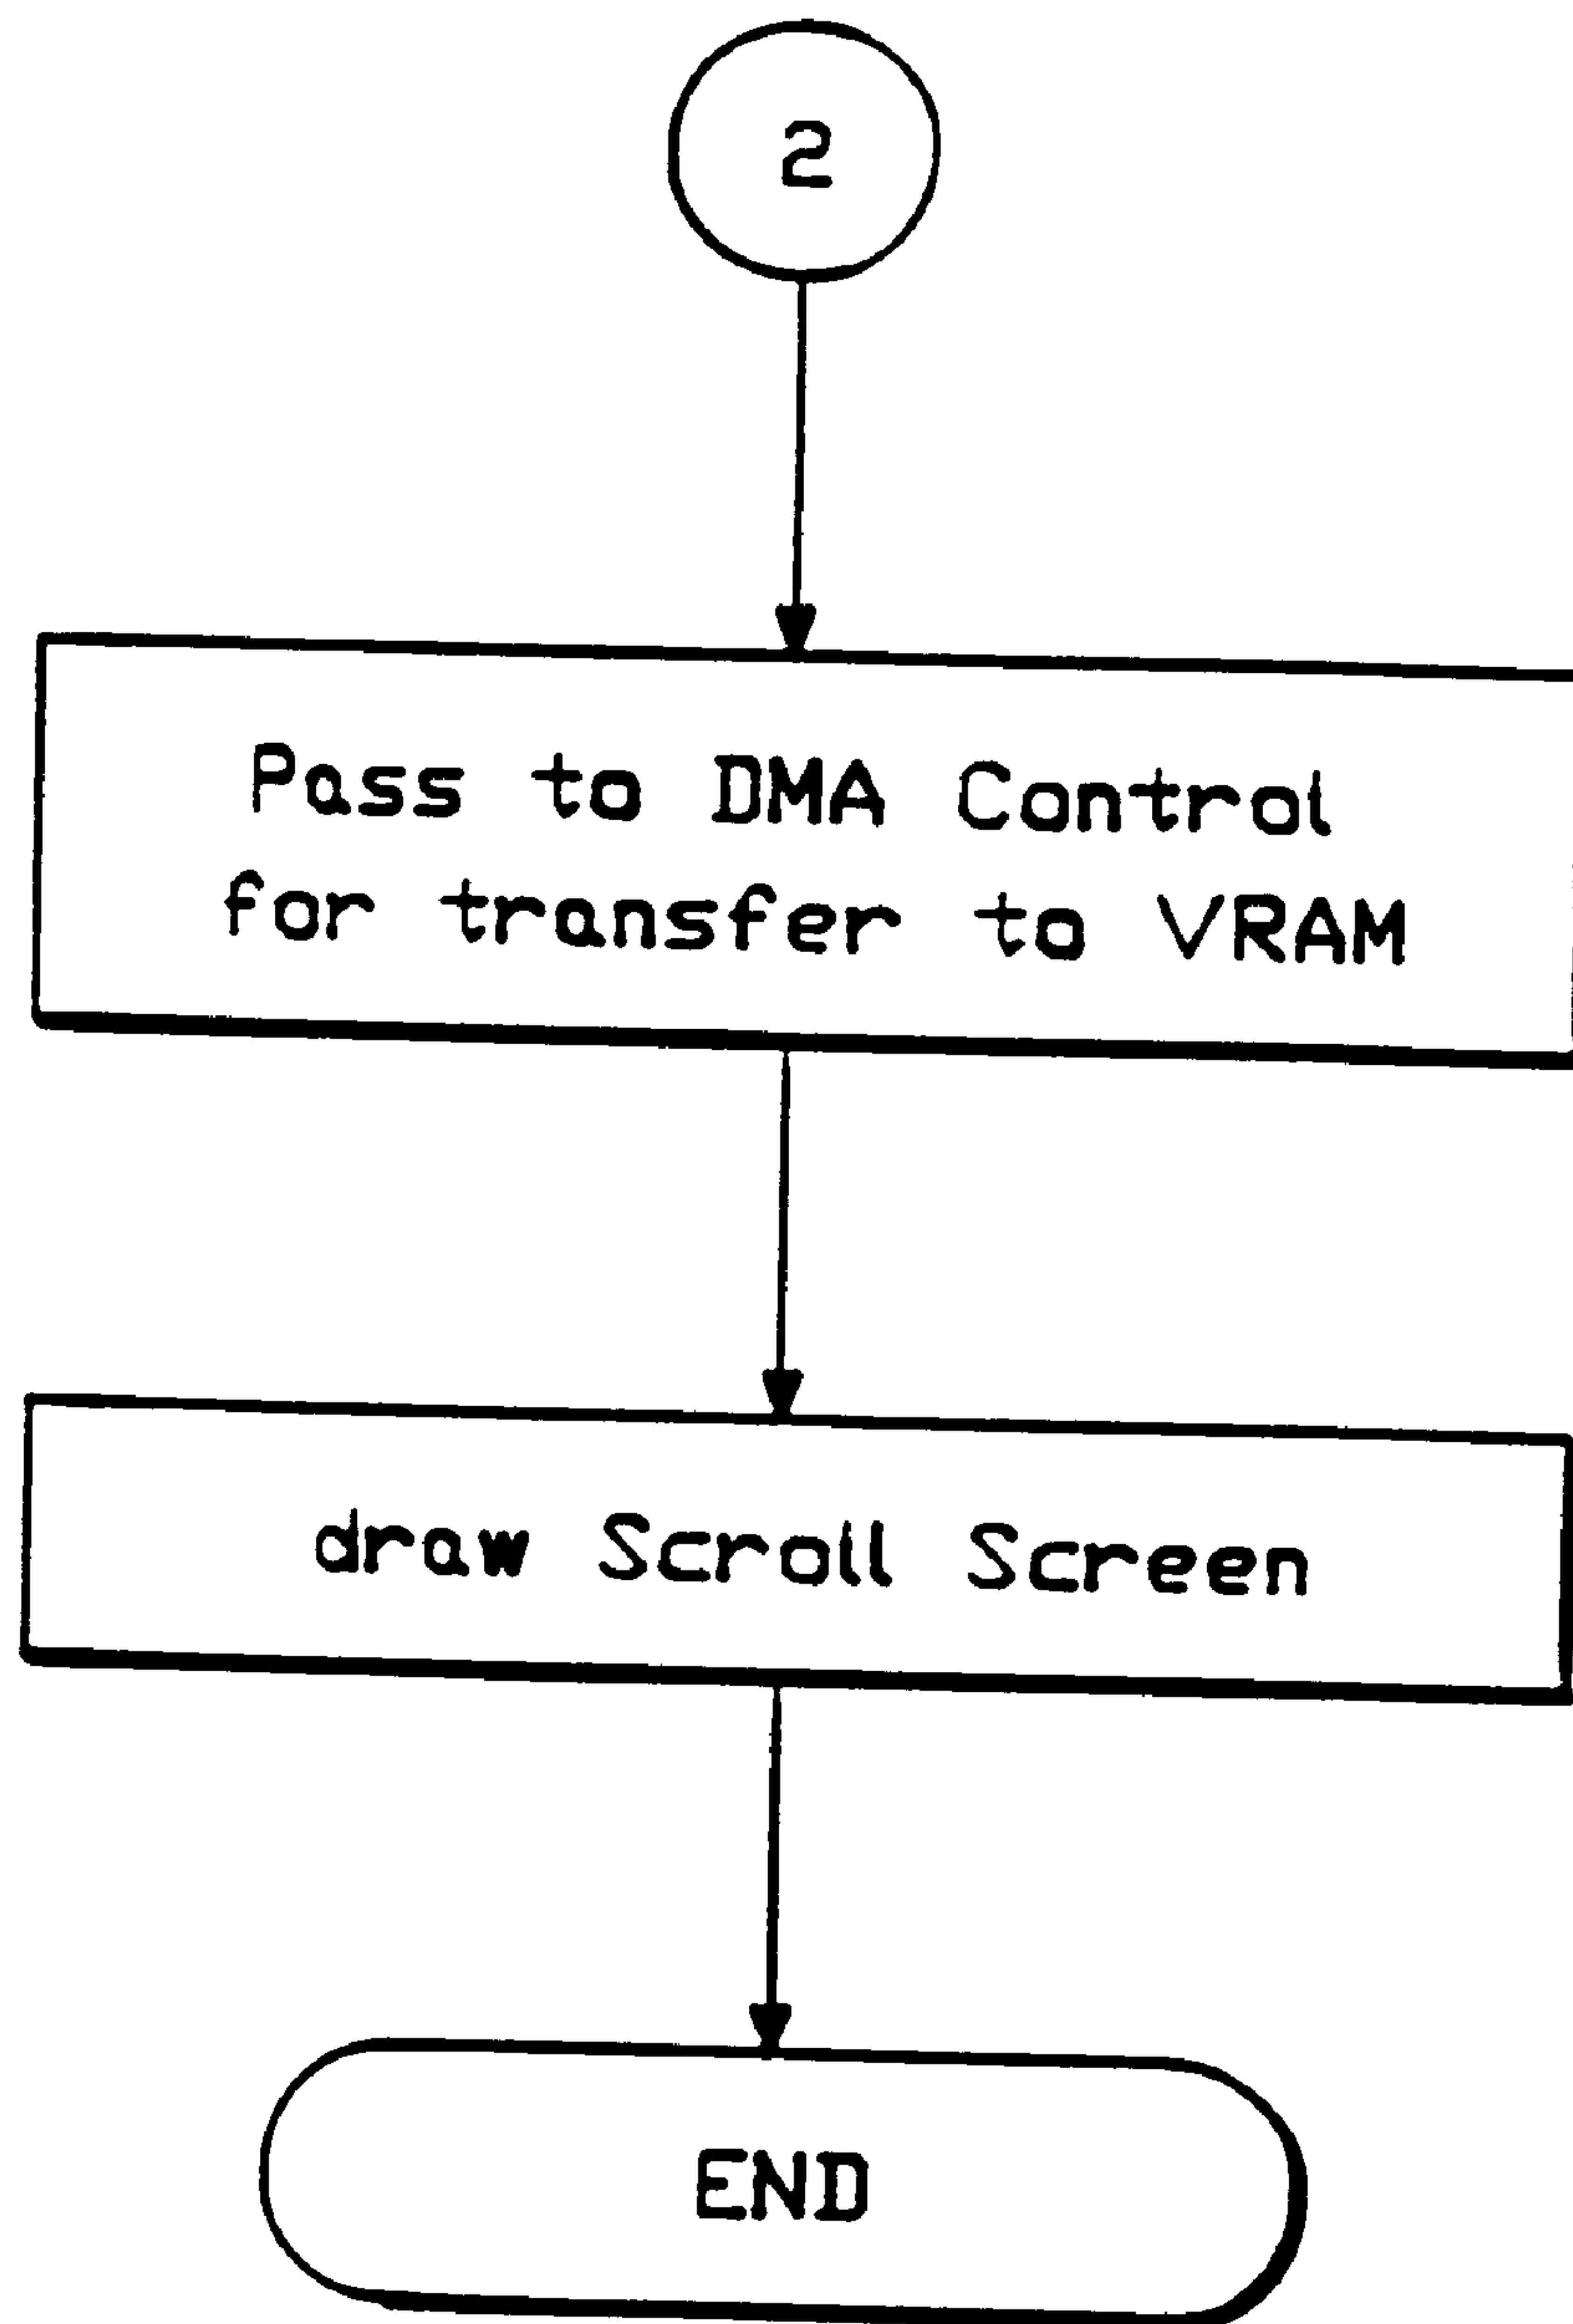 2
Pass to DMA Control
for transfer to VRAM
draw Scroll Screen
END